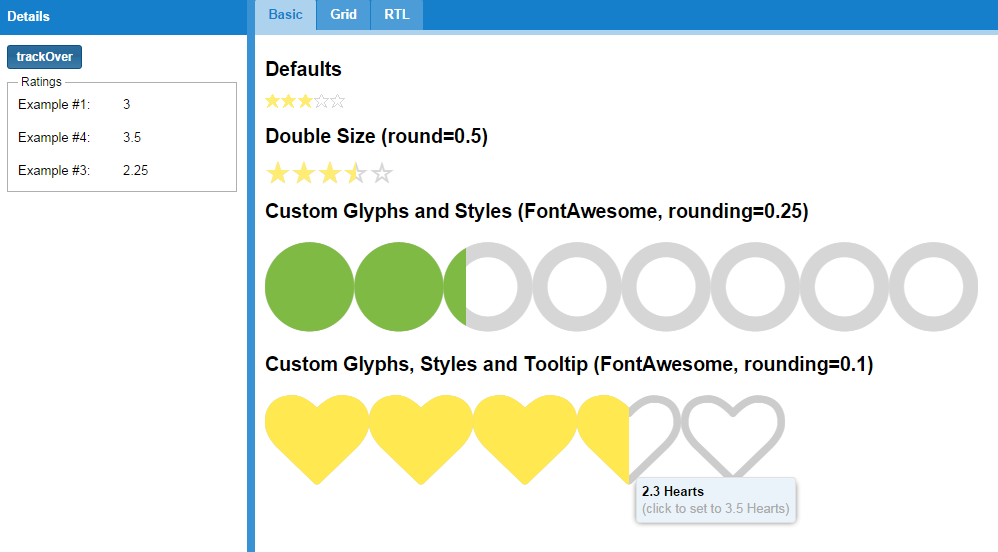 Details
Basic Grid RTL
trackOver
Ratings
Example #1: 3
Example #4: 3.5
Example #3: 2.25
Defaults
Double Size (round=0.5)
Custom Glyphs and Styles (FontAwesome, rounding=0.25)
Custom Glyphs, Styles and Tooltip (FontAwesome, rounding=0.1)
2.3 Hearts
(click to set to 3.5 Hearts)